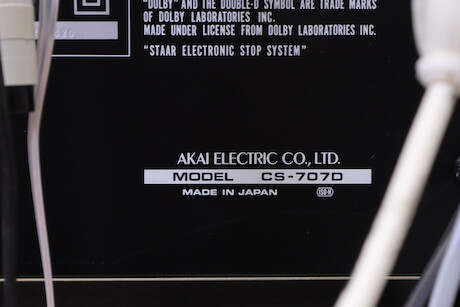 "DOLBY" AND THE DOUBLE-D SYMBOL ARE TRADE MARKS
OF DOLBY LABORATORIES INC.
MADE UNDER LICENSE FROM DOLBY LABORATORIES INC.
"STAAR ELECTRONIC STOP SYSTEM"
AKAI ELECTRIC CO., LTD.
MODEL CS-707D
MADE IN JAPAN